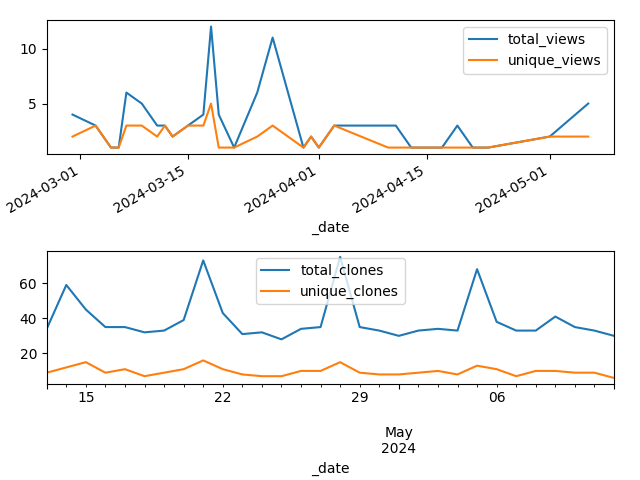 total_views
unique_views
10
5
2024-03-01
2024-03-15
2024-04-01
2024-04-15
2024-05-01
_date
total_clones
unique_clones
60
40
20
15
22
29
06
May
2024
_date